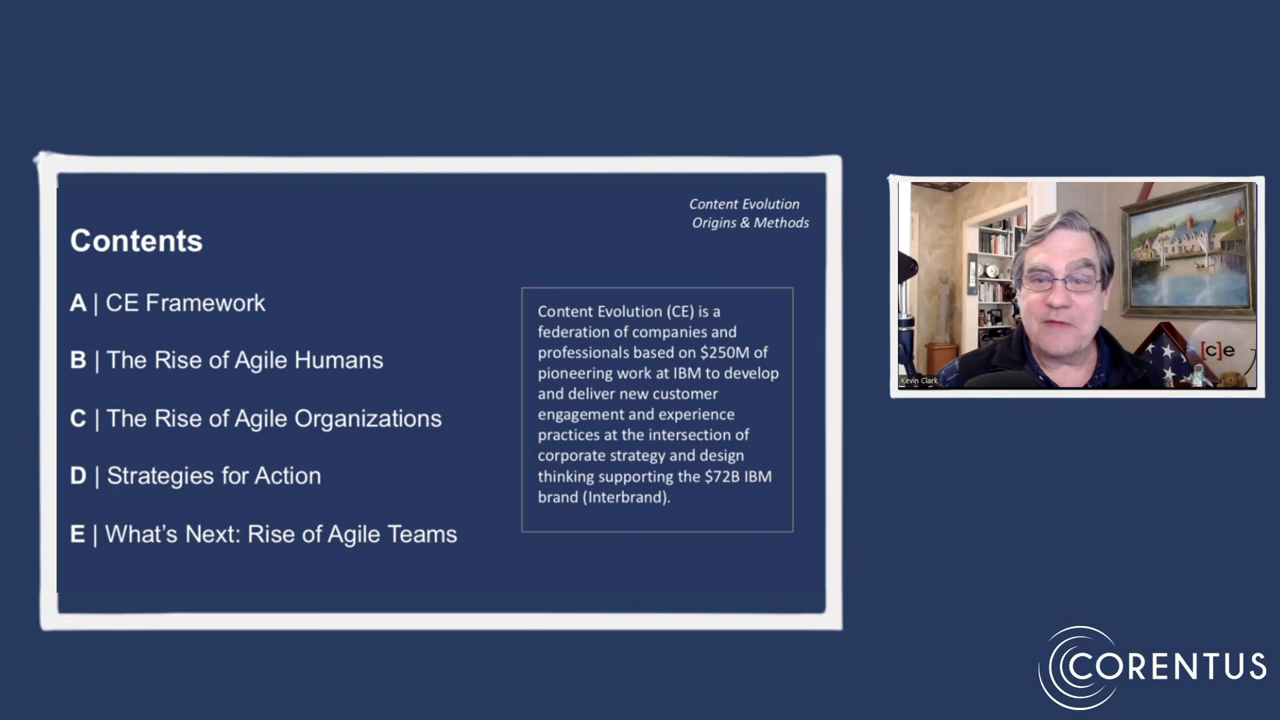 Content Evolution
Origins & Methods
Contents
A | CE Framework
B | The Rise of Agile Humans
C | The Rise of Agile Organizations
D | Strategies for Action
E | What's Next: Rise of Agile Teams
Content Evolution (CE) is a
federation of companies and
professionals based on $250M of
pioneering work at IBM to develop
and deliver new customer
engagement and experience
practices at the intersection of
corporate strategy and design
thinking supporting the $72B IBM
brand (Interbrand).
[c]e
Kevin Clark
CORENTUS